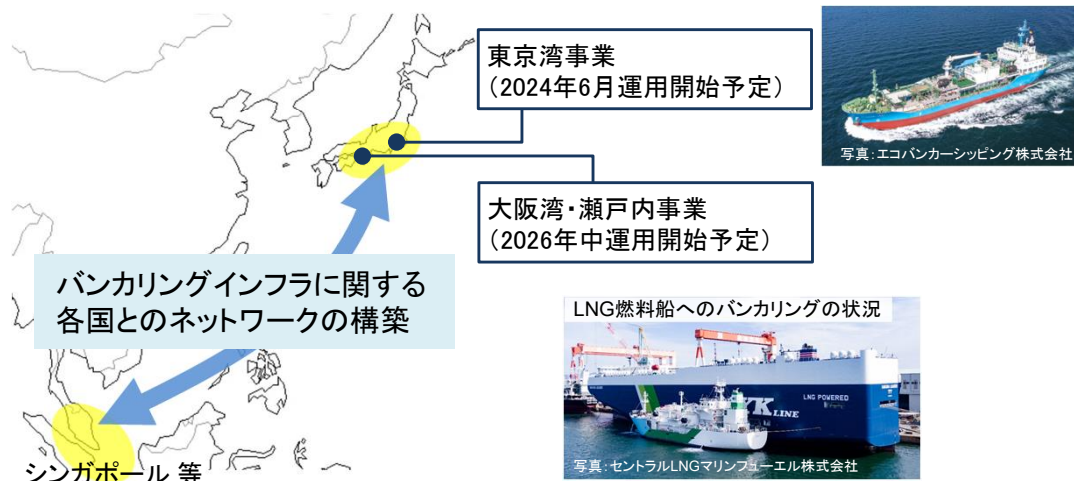 東京湾事業
（2024年6月運用開始予定）
写真：エコバンカーシッピング株式会社
大阪湾・瀬戸内事業
（2026年中運用開始予定）
バンカリングインフラに関する
各国とのネットワークの構築
LNG燃料船へのバンカリングの状況
LNG POWERED
YK LINE
写真：セントラルLNGマリンフューエル株式会社
シンガポール 等